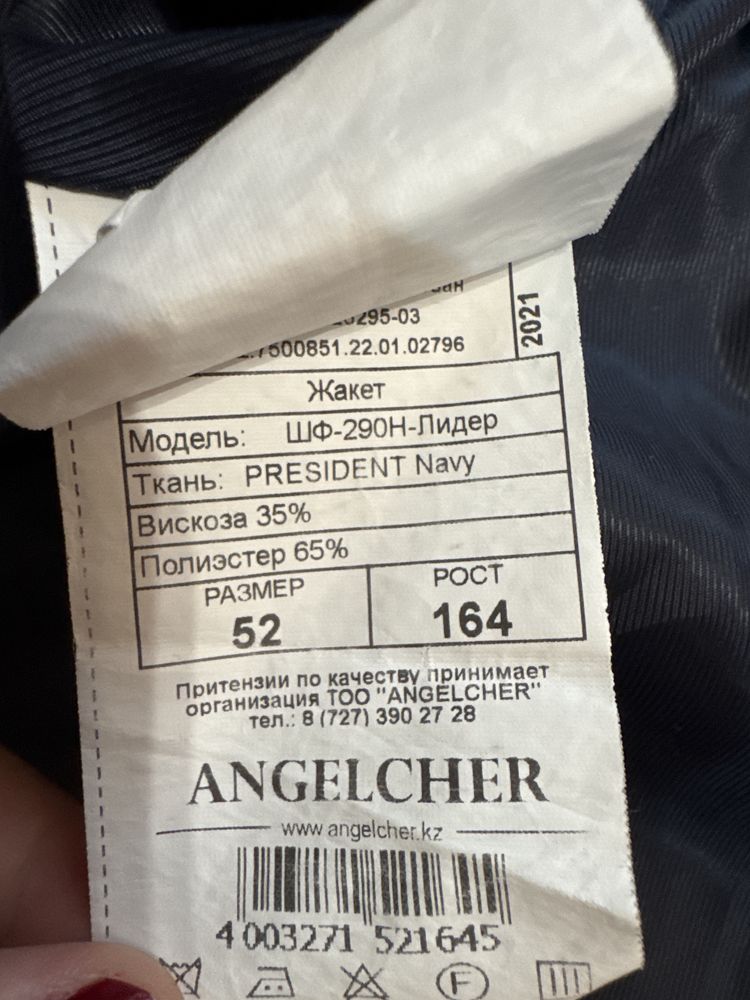 2021
Жакет
Модель: ШФ-290Н-Лидер
Ткань: PRESIDENT Navy
Вискоза 35%
Полиэстер 65%
РАЗМЕР РОСТ
52 164
Притензии по качеству принимает
организация ТОО "ANGELCHER"
тел.: 8 (727) 390 27 28
ANGELCHER
www.angelcher.kz
4 003271 521645
F